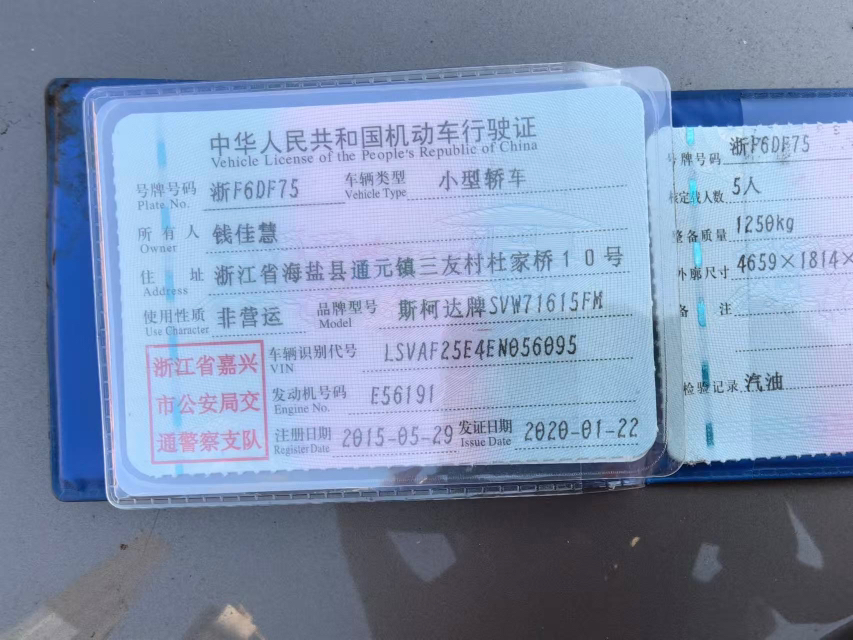 中华人民共和国机动车行驶证
Vehicle License of the People's Republic of China
号牌号码 浙F6DF75 车辆类型 小型轿车
Plate No. Vehicle Type
所有人 钱佳慧
Owner
住址 浙江省海盐县通元镇三友村杜家桥10号
Address
使用性质 非营运 品牌型号 斯柯达牌SVW71615FM
Use Character Model
浙江省嘉兴
市公安局交
通警察支队
车辆识别代号 LSVAF25E4EN056095
VIN
发动机号码 E56191
Engine No.
注册日期 2015-05-29 发证日期 2020-01-22
Register Date Issue Date
号牌号码 浙F6DF75
核定载人数 5人
整备质量 1250kg
外廓尺寸 4659×1814×
备注
检验记录 汽油